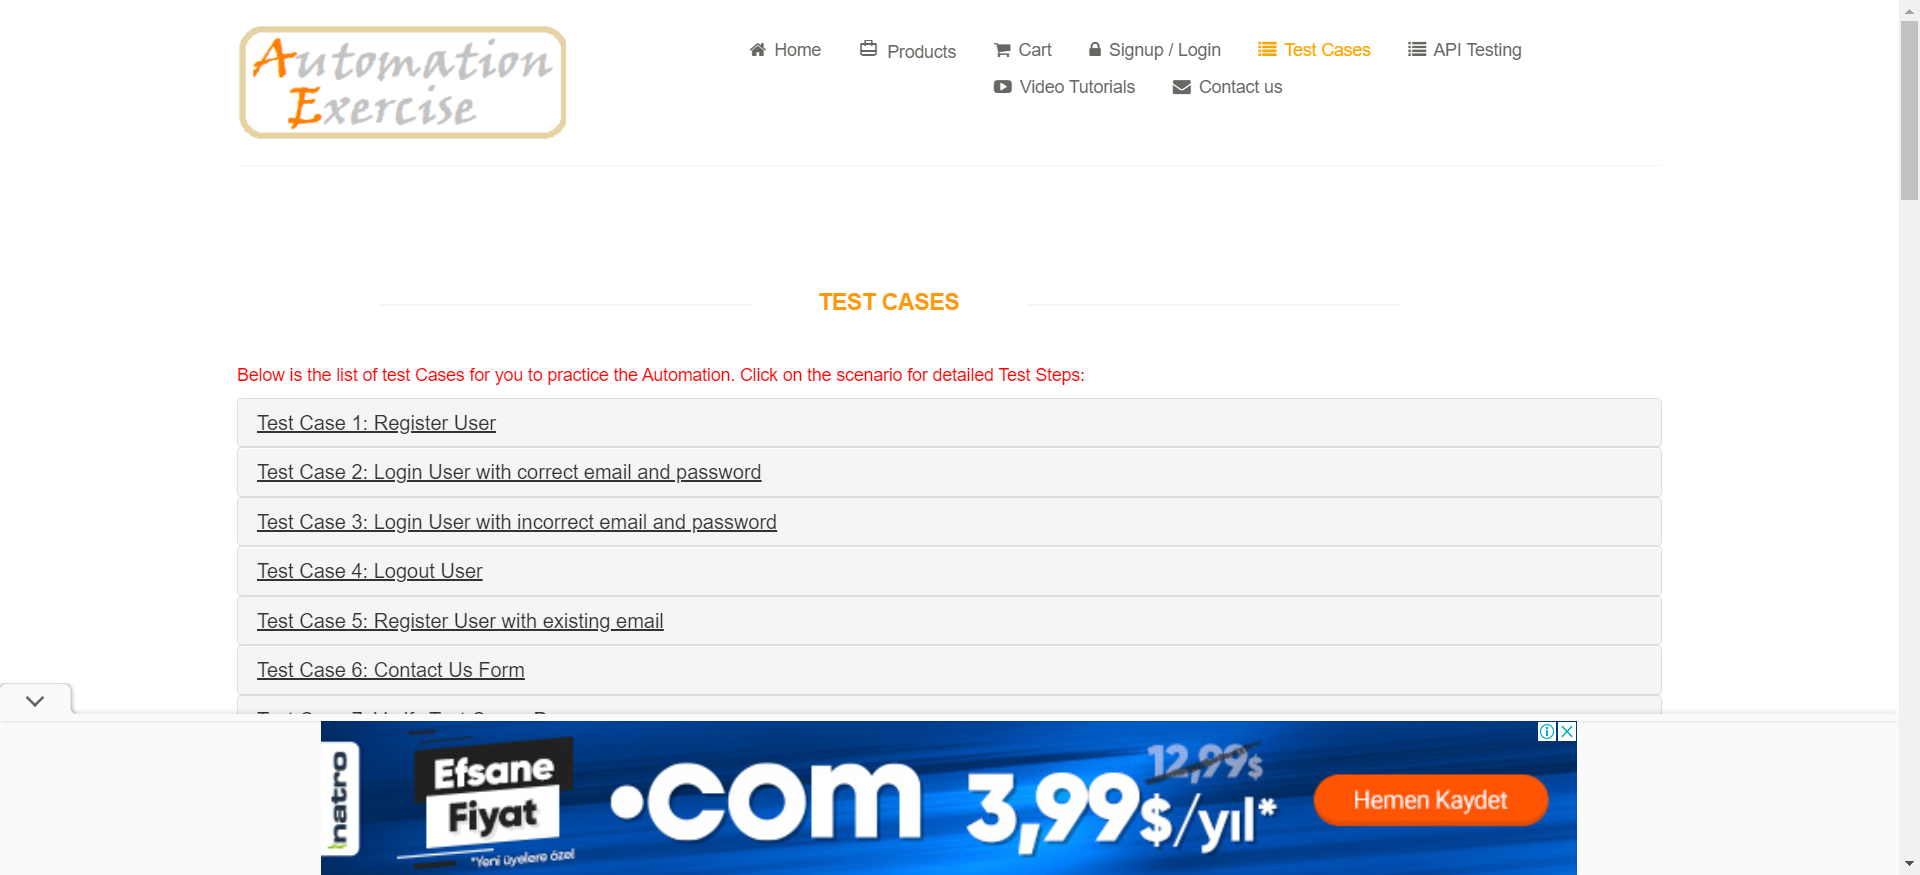 Automation
Exercise
Home
Products
Cart
Signup / Login
Test Cases
API Testing
Video Tutorials
Contact us
TEST CASES
Below is the list of test Cases for you to practice the Automation. Click on the scenario for detailed Test Steps:
Test Case 1: Register User
Test Case 2: Login User with correct email and password
Test Case 3: Login User with incorrect email and password
Test Case 4: Logout User
Test Case 5: Register User with existing email
Test Case 6: Contact Us Form
natro
Efsane
Fiyat
*Yeni üyelere özel
.com
12,99$
3,99$/yıl*
Hemen Kaydet